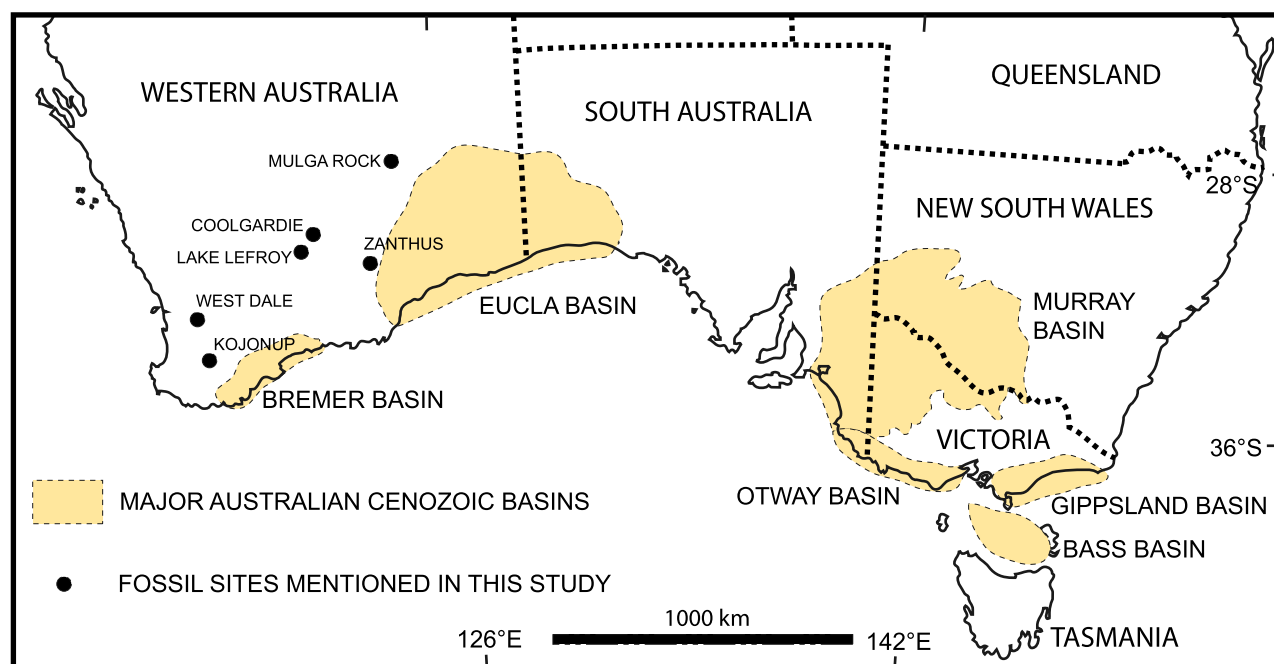 QUEENSLAND
WESTERN AUSTRALIA
SOUTH AUSTRALIA
MULGA ROCK
28°S
NEW SOUTH WALES
COOLGARDIE
ZANTHUS
LAKE LEFROY
WEST DALE
EUCLA BASIN
MURRAY
BASIN
KOJONUP
BREMER BASIN
VICTORIA
36°S
OTWAY BASIN
MAJOR AUSTRALIAN CENOZOIC BASINS
GIPPSLAND BASIN
BASS BASIN
FOSSIL SITES MENTIONED IN THIS STUDY
1000 km
126°E
142°E
TASMANIA